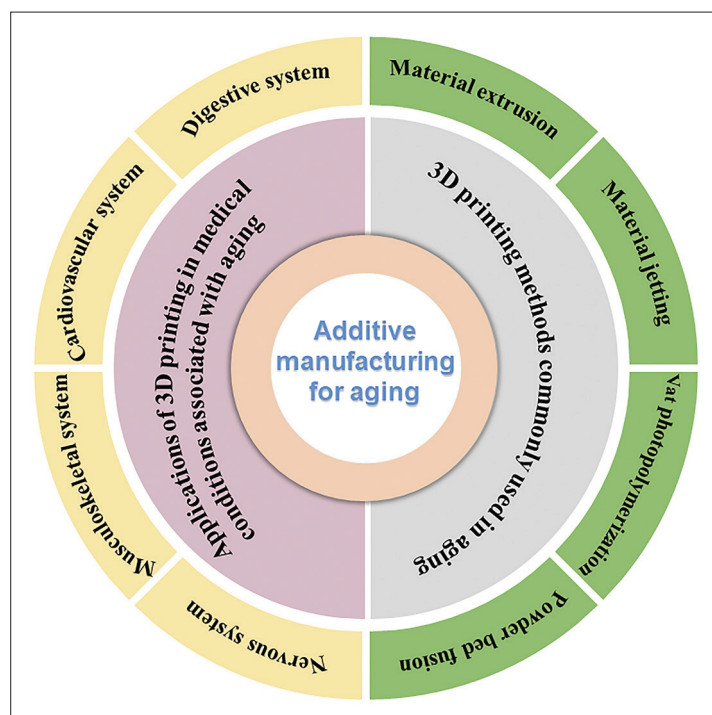 Additive
manufacturing
for aging
Applications of 3D printing in medical
conditions associated with aging
3D printing methods commonly used in aging
Digestive system
Cardiovascular system
Musculoskeletal system
Nervous system
Material extrusion
Material jetting
Vat photopolymerization
Powder bed fusion